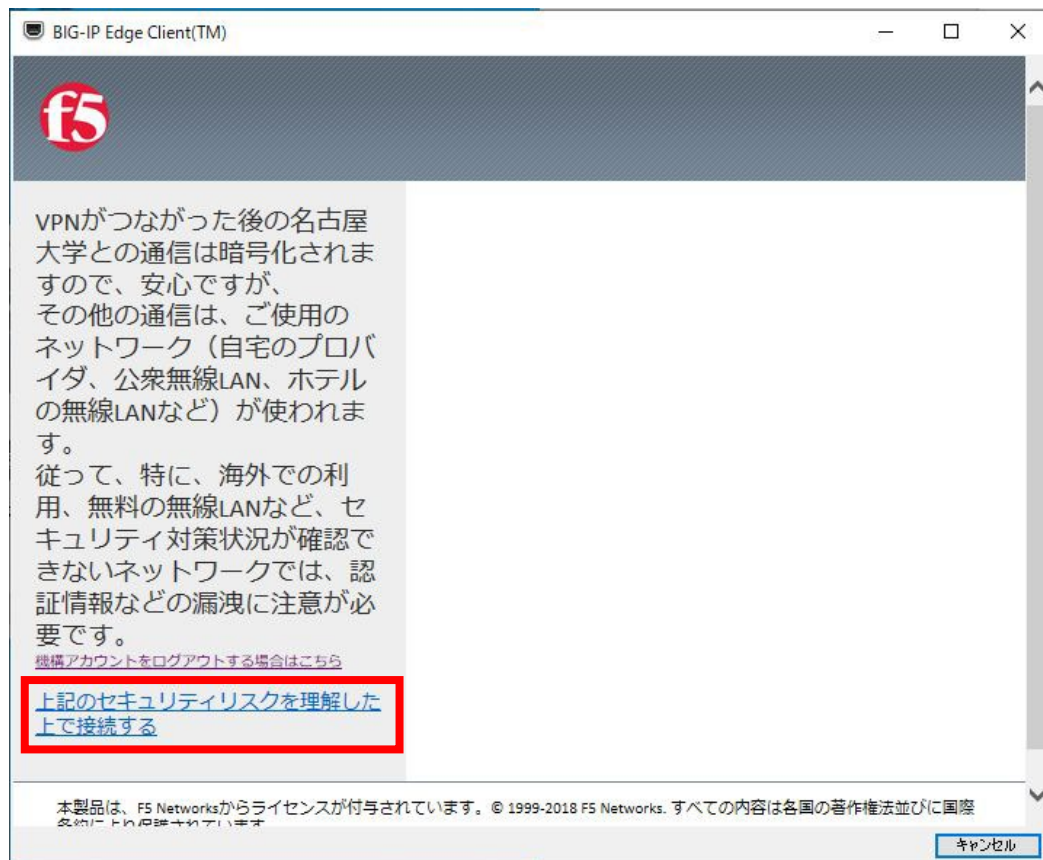 BIG-IP Edge Client(TM)
f5
VPNがつながった後の名古屋
大学との通信は暗号化されま
すので、安心ですが、
その他の通信は、ご使用の
ネットワーク（自宅のプロバ
イダ、公衆無線LAN、ホテル
の無線LANなど）が使われま
す。
従って、特に、海外での利
用、無料の無線LANなど、セ
キュリティ対策状況が確認で
きないネットワークでは、認
証情報などの漏洩に注意が必
要です。
機構アカウントをログアウトする場合はこちら
上記のセキュリティリスクを理解した
上で接続する
本製品は、F5 Networksからライセンスが付与されています。© 1999-2018 F5 Networks. すべての内容は各国の著作権法並びに国際
条約により保護されています
キャンセル